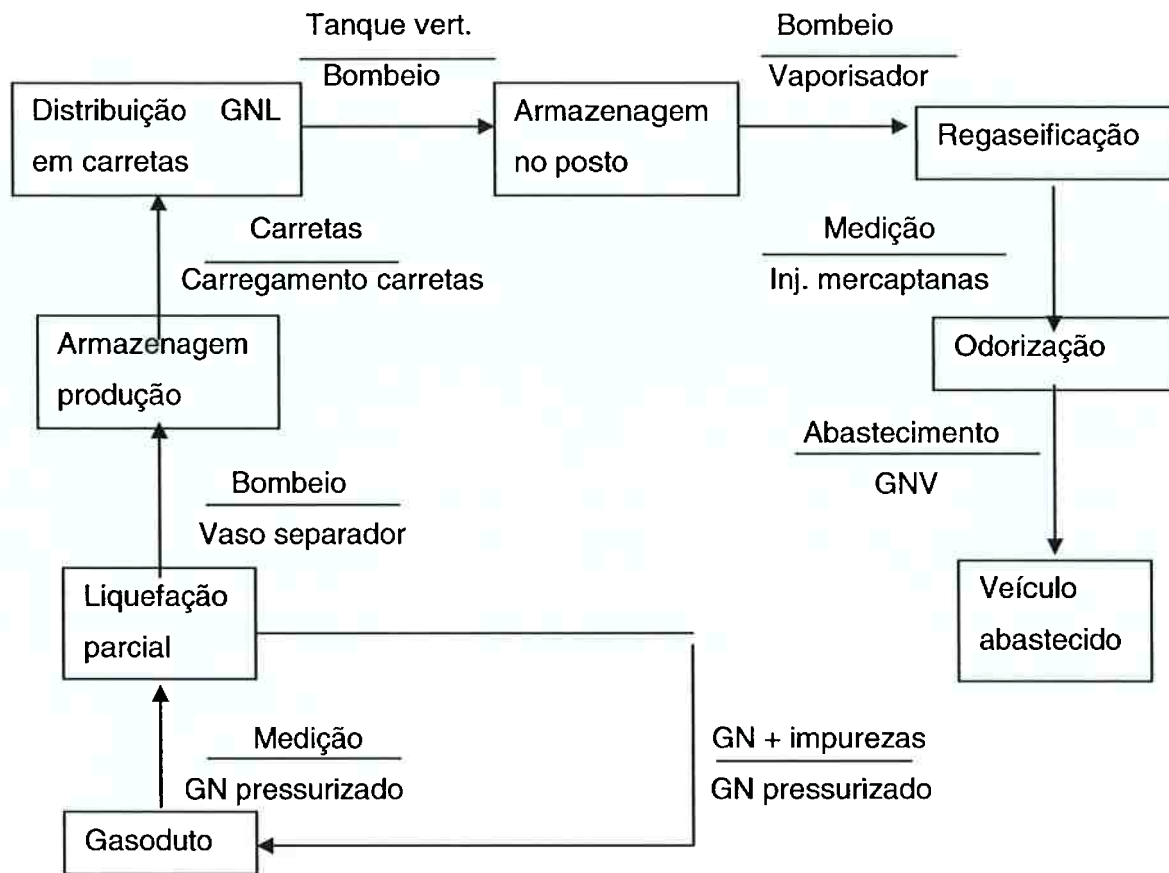 Tanque vert.
Bombeio
Bombeio
Vaporisador
Distribuição GNL
em carretas
Armazenagem
no posto
Regaseificação
Carretas
Carregamento carretas
Medição
Inj. mercaptanas
Armazenagem
produção
Odorização
Bombeio
Vaso separador
Abastecimento
GNV
Liquefação
parcial
Veículo
abastecido
Medição
GN pressurizado
GN + impurezas
GN pressurizado
Gasoduto